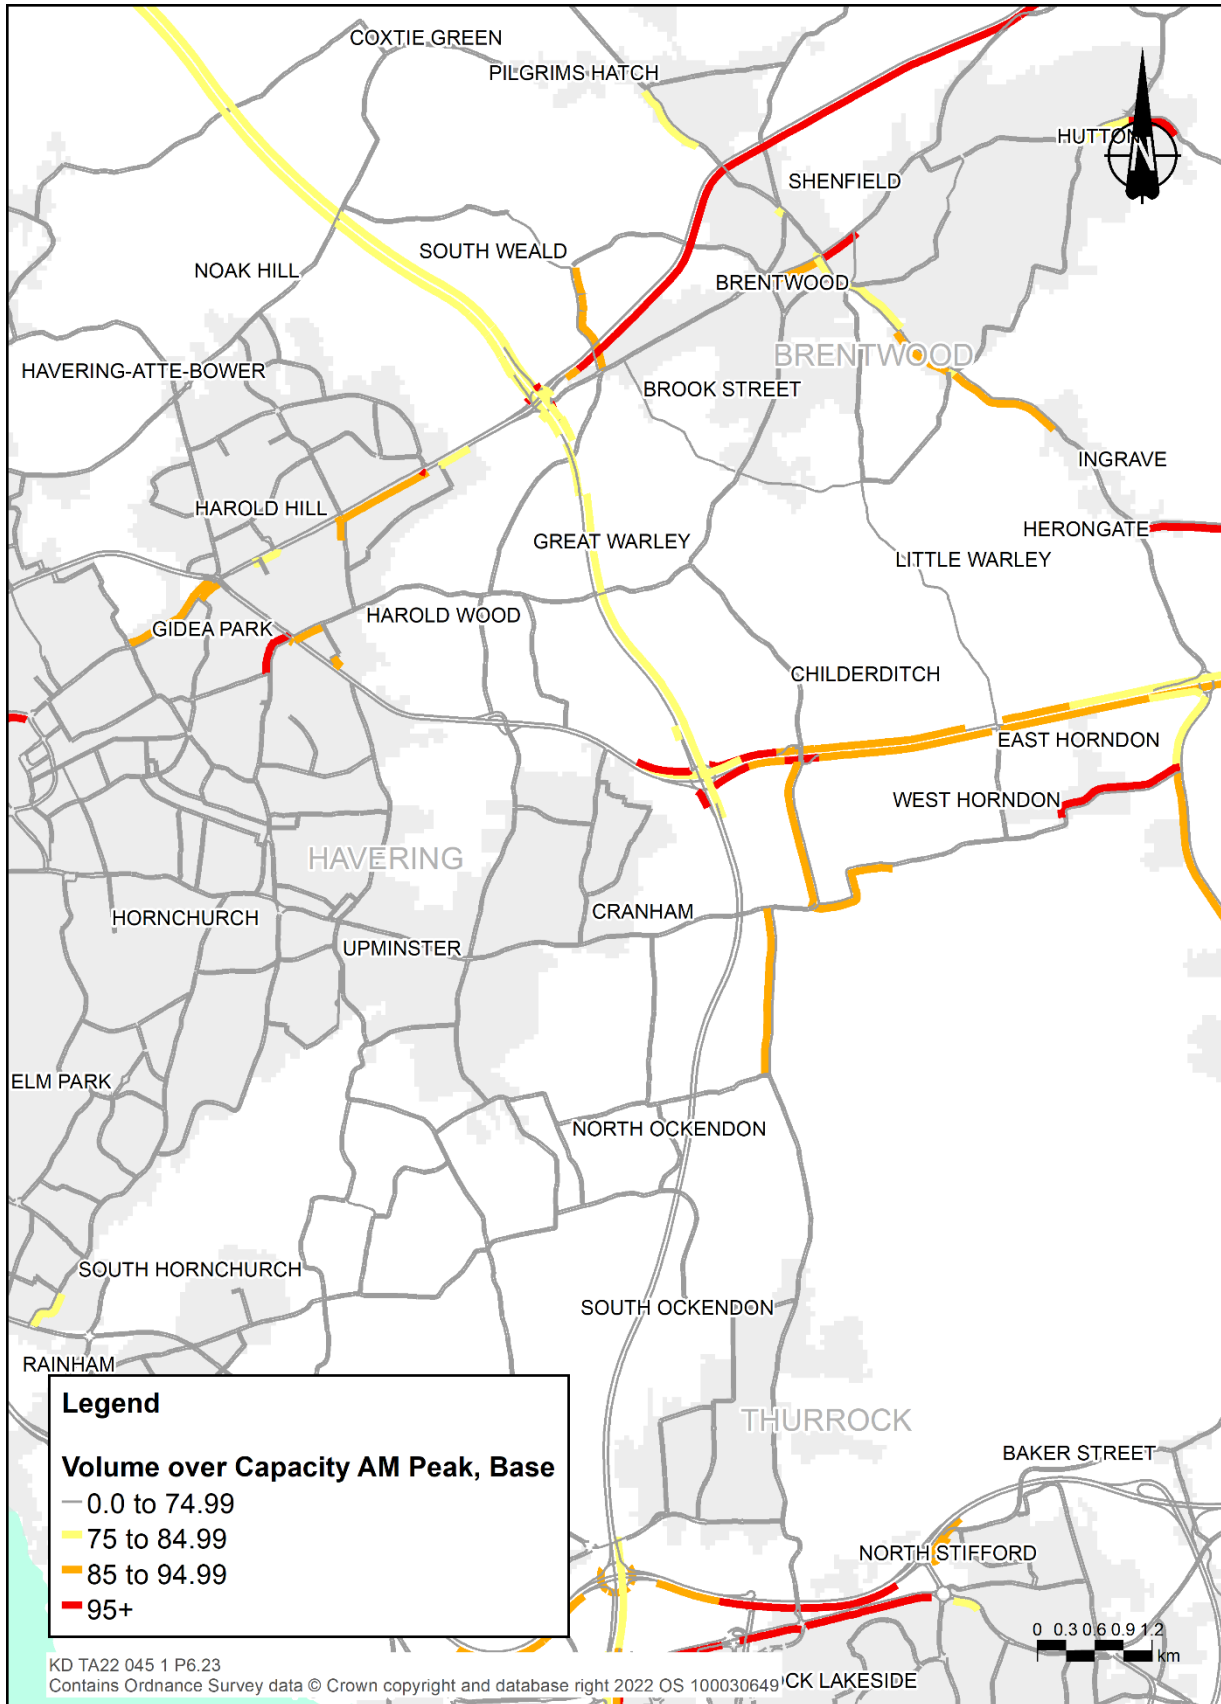 COXTIE GREEN
PILGRIMS HATCH
HUTTON
N
SHENFIELD
SOUTH WEALD
NOAK HILL
BRENTWOOD
BRENTWOOD
HAVERING-ATTE-BOWER
BROOK STREET
INGRAVE
HAROLD HILL
HERONGATE
GREAT WARLEY
LITTLE WARLEY
HAROLD WOOD
GIDEA PARK
CHILDERDITCH
EAST HORNDON
WEST HORNDON
HAVERING
CRANHAM
HORNCHURCH
UPMINSTER
ELM PARK
NORTH OCKENDON
SOUTH HORNCHURCH
SOUTH OCKENDON
RAINHAM
THURROCK
BAKER STREET
NORTH STIFFORD
CK LAKESIDE
Legend
Volume over Capacity AM Peak, Base
0.0 to 74.99
75 to 84.99
85 to 94.99
95+
0 0.3 0.6 0.9 1.2
km
KD TA22 045 1 P6.23
Contains Ordnance Survey data © Crown copyright and database right 2022 OS 100030649